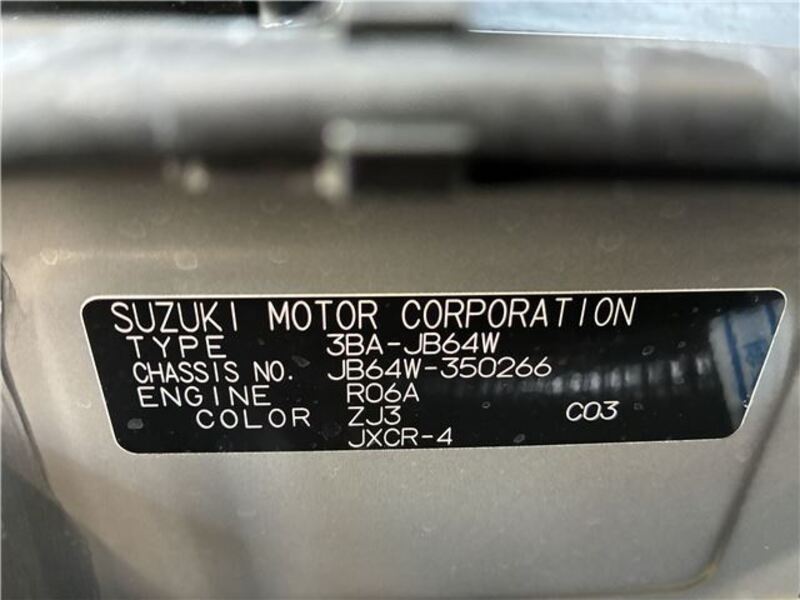 SUZUKI MOTOR CORPORATION
TYPE 3BA-JB64W
CHASSIS NO. JB64W-350266
ENGINE R06A
COLOR ZJ3 C03
JXCR-4